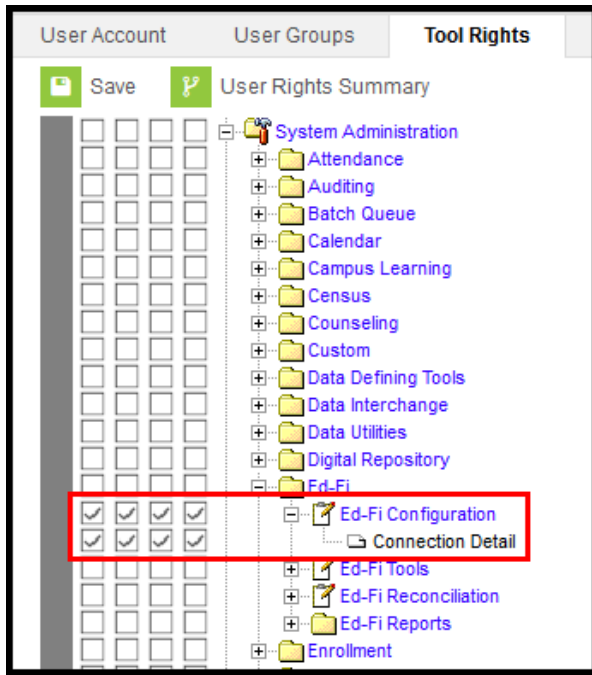 User Account User Groups Tool Rights
Save User Rights Summary
System Administration
Attendance
Auditing
Batch Queue
Calendar
Campus Learning
Census
Counseling
Custom
Data Defining Tools
Data Interchange
Data Utilities
Digital Repository
Ed-Fi
Ed-Fi Configuration
Connection Detail
Ed-Fi Tools
Ed-Fi Reconciliation
Ed-Fi Reports
Enrollment